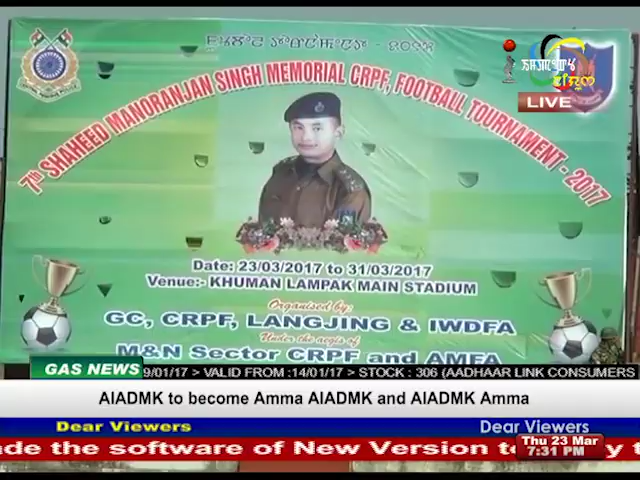 7th SHAHEED MANORANJAN SINGH MEMORIAL CRPF, FOOTBALL TOURNAMENT - 2017
LIVE
Date: 23/03/2017 to 31/03/2017
Venue:- KHUMAN LAMPAK MAIN STADIUM
Organised by:
GC, CRPF, LANGJING & IWDFA
Under the aegis of
M&N Sector CRPF and AMFA
GAS NEWS
9/01/17 > VALID FROM :14/01/17 > STOCK : 306 (AADHAAR LINK CONSUMERS
AIADMK to become Amma AIADMK and AIADMK Amma
Dear Viewers
Dear Viewers
de the software of New Version to
Thu 23 Mar
7:31 PM